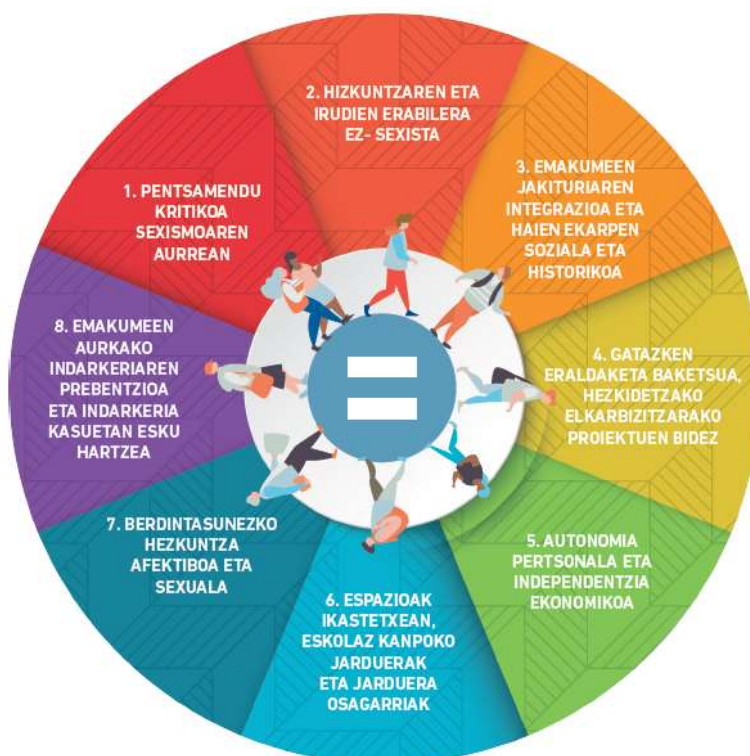 1. PENTSAMENDU
KRITIKOA
SEXISMOAREN
AURREAN
2. HIZKUNTZAREN ETA
IRUDIEN ERABILERA
EZ- SEXISTA
3. EMAKUMEEN
JAKITURIAREN
INTEGRAZIOA ETA
HAIEN EKARPEN
SOZIALA ETA
HISTORIKOA
4. GATAZKEN
ERALDAKETA BAKETSUA,
HEZKIDETZAKO
ELKARBIZITZARAKO
PROIEKTUEN BIDEZ
5. AUTONOMIA
PERTSONALA ETA
INDEPENDENTZIA
EKONOMIKOA
6. ESPAZIOAK
IKASTETXEAN,
ESKOLAZ KANPOKO
JARDUERAK
ETA JARDUERA
OSAGARRIAK
7. BERDINTASUNEZKO
HEZKUNTZA
AFEKTIBOA ETA
SEXUALA
8. EMAKUMEEN
AURKAKO
INDARKERIAREN
PREBENTZIOA
ETA INDARKERIA
KASUETAN ESKU
HARTZEA
=